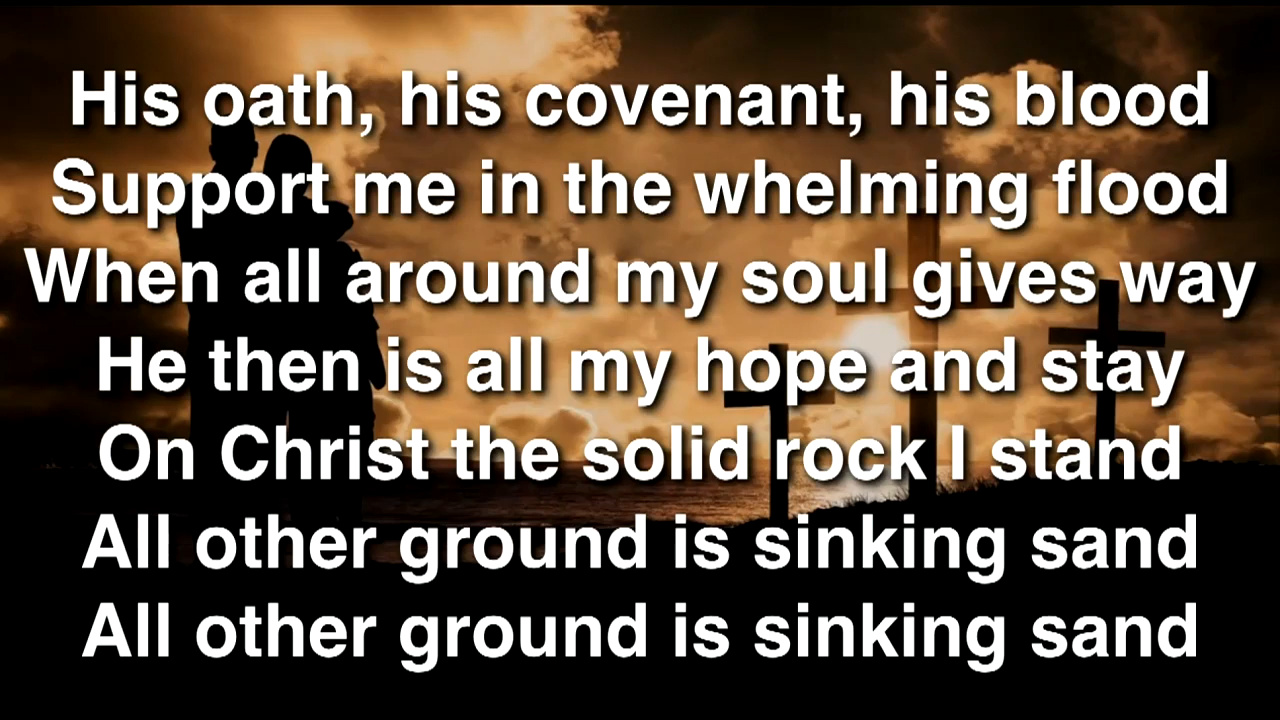 His oath, his covenant, his blood
Support me in the whelming flood
When all around my soul gives way
He then is all my hope and stay
On Christ the solid rock I stand
All other ground is sinking sand
All other ground is sinking sand